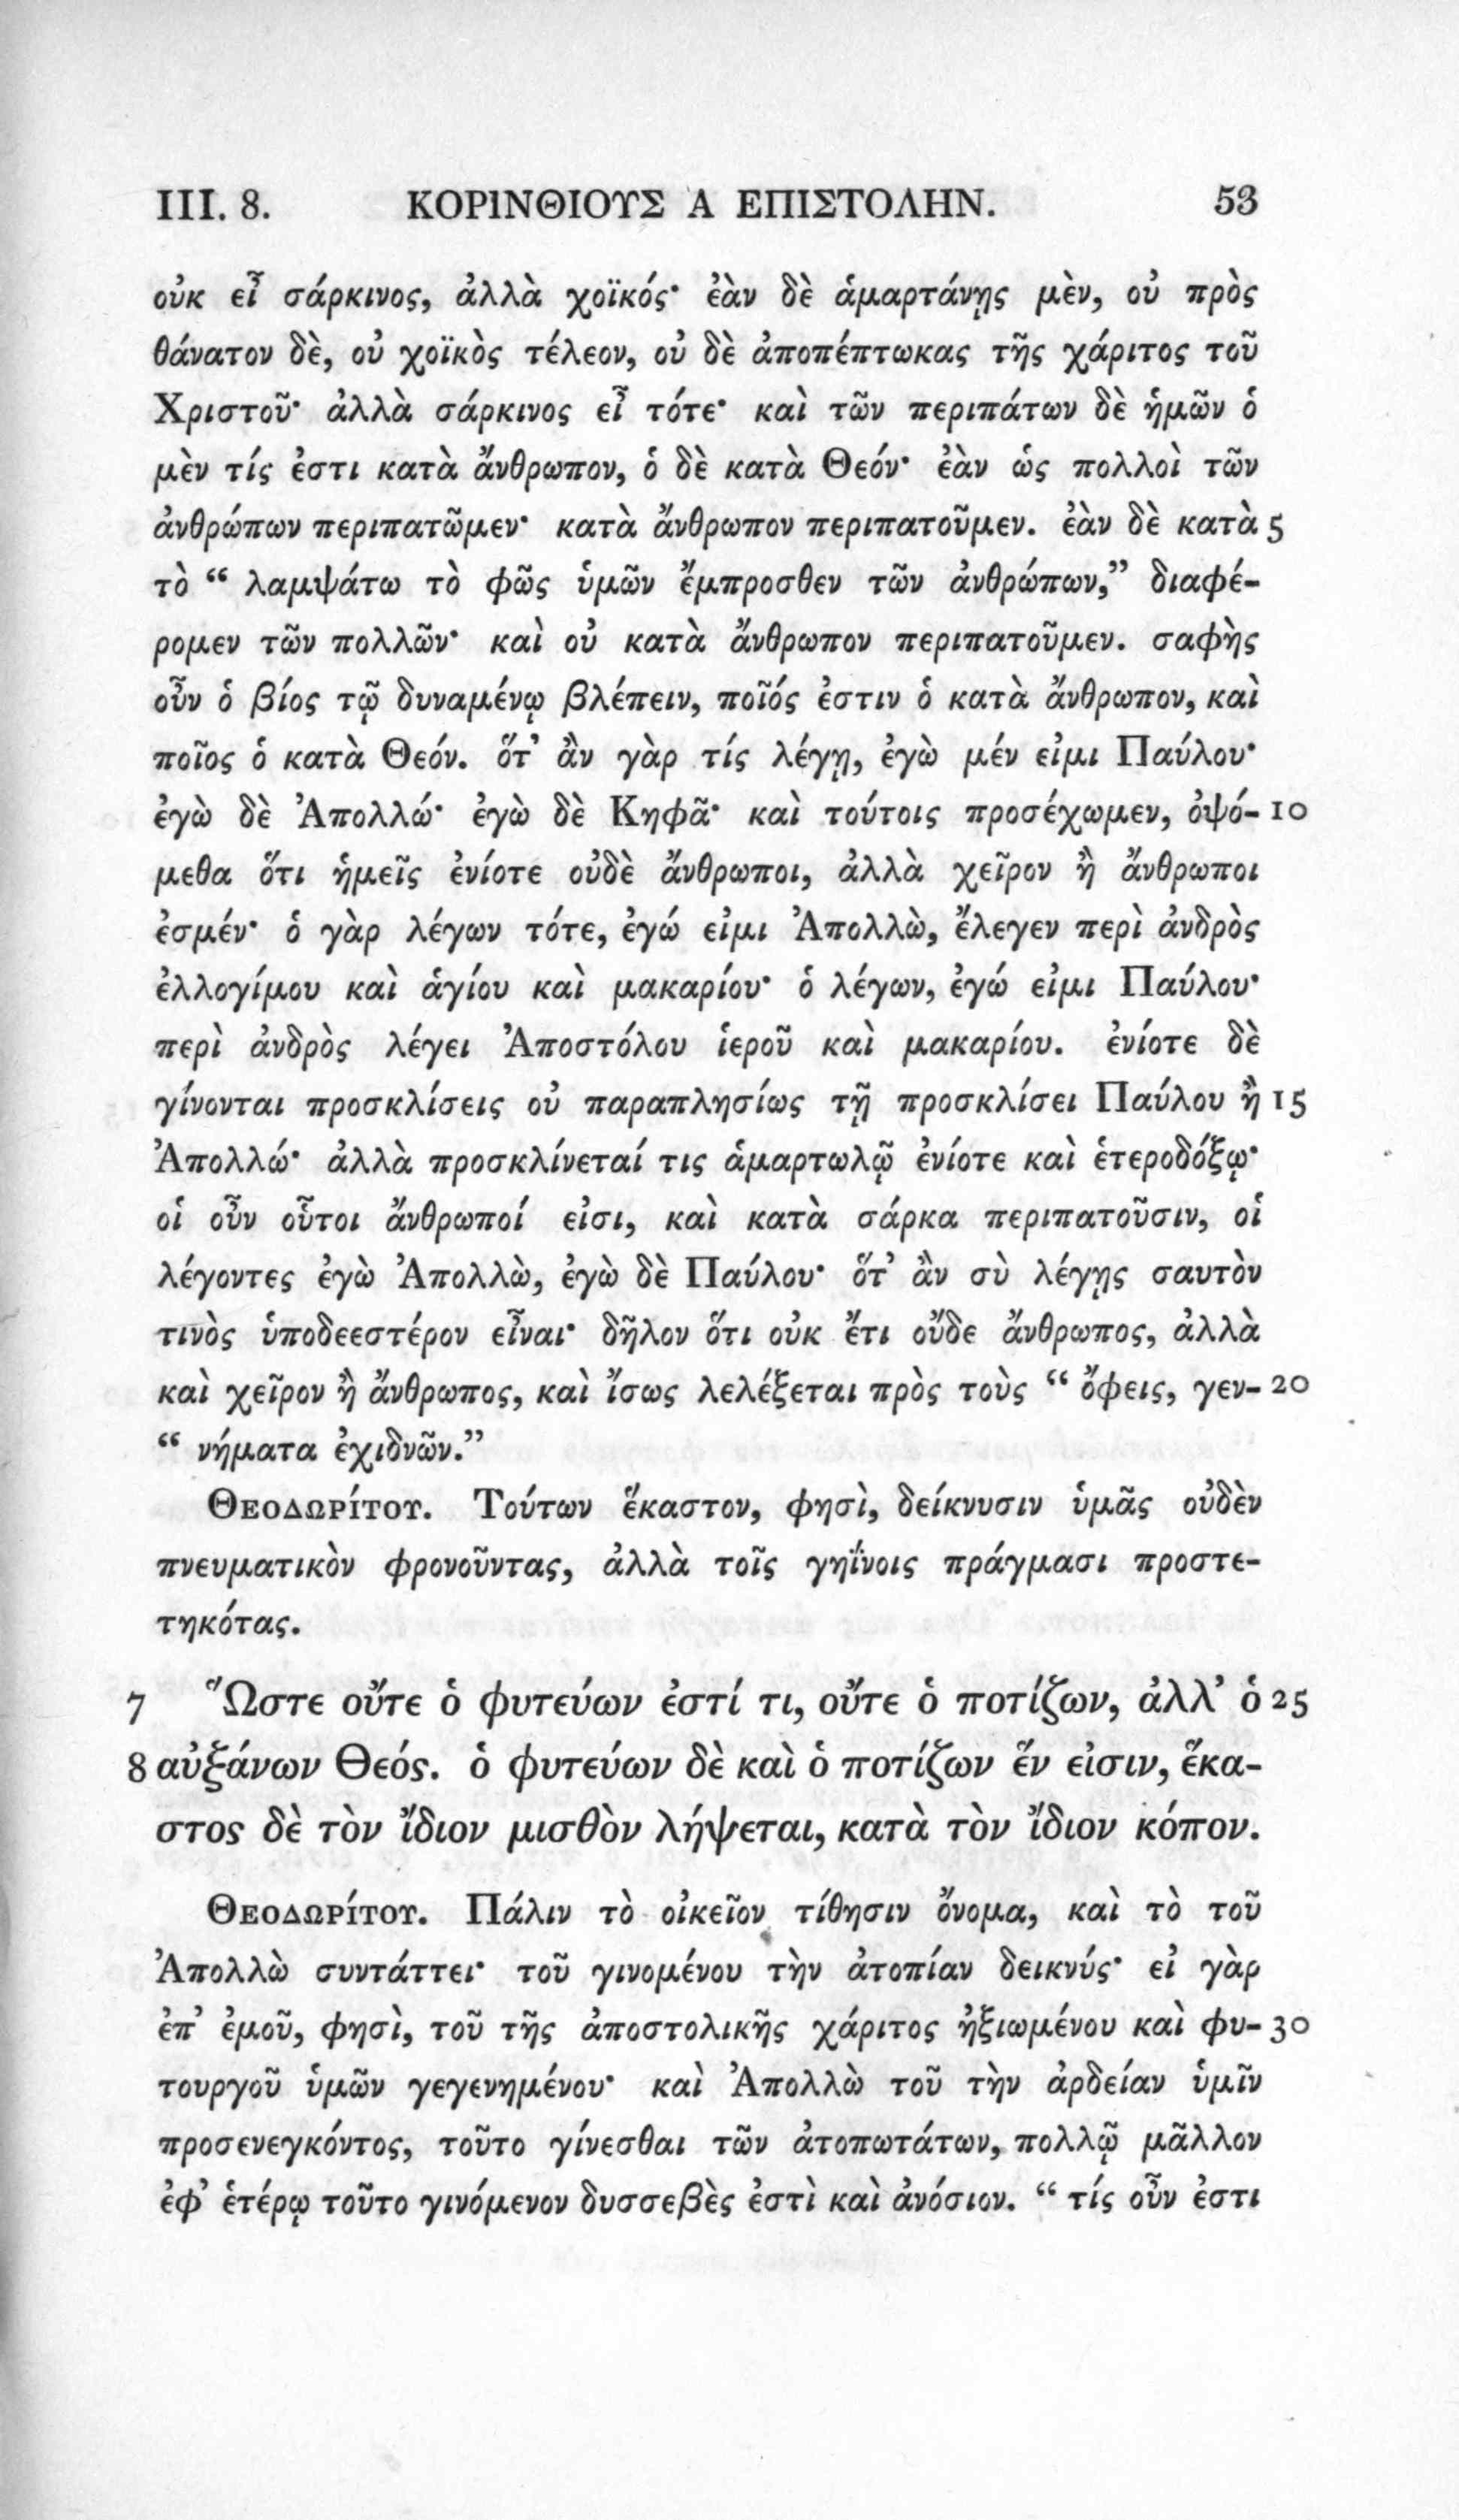 III. 8. ΚΟΡΙΝΘΙΟΥΣ Ἀ ΕΠΙΣΤΟΛΗΝ. 53
οὐκ εἶ σάρκινος, ἀλλὰ χοϊκός· ἐὰν δὲ ἁμαρτάνῃς μὲν, οὐ πρὸς
θάνατον δὲ, οὐ χοϊκὸς τέλεον, οὐ δὲ ἀποπέπτωκας τῆς χάριτος τοῦ
Χριστοῦ· ἀλλὰ σάρκινος εἶ τότε· καὶ τῶν περιπάτων δὲ ἡμῶν ὁ
μὲν τίς ἐστι κατὰ ἄνθρωπον, ὁ δὲ κατὰ Θεόν· ἐὰν ὡς πολλοὶ τῶν
ἀνθρώπων περιπατῶμεν· κατὰ ἄνθρωπον περιπατοῦμεν. ἐὰν δὲ κατὰ 5
τὸ “ λαμψάτω τὸ φῶς ὑμῶν ἔμπροσθεν τῶν ἀνθρώπων,” διαφέ-
ρομεν τῶν πολλῶν· καὶ οὐ κατὰ ἄνθρωπον περιπατοῦμεν. σαφὴς
οὖν ὁ βίος τῷ δυναμένῳ βλέπειν, ποῖός ἐστιν ὁ κατὰ ἄνθρωπον, καὶ
ποῖος ὁ κατὰ Θεόν. ὅτ’ ἂν γὰρ τίς λέγῃ, ἐγὼ μέν εἰμι Παύλου·
ἐγὼ δὲ Ἀπολλώ· ἐγὼ δὲ Κηφᾶ· καὶ τούτοις προσέχωμεν, ὀψό- 10
μεθα ὅτι ἡμεῖς ἐνίοτε οὐδὲ ἄνθρωποι, ἀλλὰ χεῖρον ἢ ἄνθρωποι
ἐσμέν· ὁ γὰρ λέγων τότε, ἐγώ εἰμι Ἀπολλὼ, ἔλεγεν περὶ ἀνδρὸς
ἐλλογίμου καὶ ἁγίου καὶ μακαρίου· ὁ λέγων, ἐγώ εἰμι Παύλου·
περὶ ἀνδρὸς λέγει Ἀποστόλου ἱεροῦ καὶ μακαρίου. ἐνίοτε δὲ
γίνονται προσκλίσεις οὐ παραπλησίως τῇ προσκλίσει Παύλου ἢ 15
Ἀπολλώ· ἀλλὰ προσκλίνεταί τις ἁμαρτωλῷ ἐνίοτε καὶ ἑτεροδόξῳ·
οἱ οὖν οὗτοι ἄνθρωποί εἰσι, καὶ κατὰ σάρκα περιπατοῦσιν, οἱ
λέγοντες ἐγὼ Ἀπολλὼ, ἐγὼ δὲ Παύλου· ὅτ’ ἂν σὺ λέγῃς σαυτὸν
τινὸς ὑποδεεστέρον εἶναι· δῆλον ὅτι οὐκ ἔτι οὔδε ἄνθρωπος, ἀλλὰ
καὶ χεῖρον ἢ ἄνθρωπος, καὶ ἴσως λελέξεται πρὸς τοὺς “ ὄφεις, γεν- 20
“ νήματα ἐχιδνῶν.”
Θεοδωρίτου. Τούτων ἕκαστον, φησὶ, δείκνυσιν ὑμᾶς οὐδὲν
πνευματικὸν φρονοῦντας, ἀλλὰ τοῖς γηΐνοις πράγμασι προστε-
τηκότας.
7 Ὥστε οὔτε ὁ φυτεύων ἐστί τι, οὔτε ὁ ποτίζων, ἀλλ’ ὁ 25
8 αὐξάνων Θεός. ὁ φυτεύων δὲ καὶ ὁ ποτίζων ἕν εἰσιν, ἕκα-
στος δὲ τὸν ἴδιον μισθὸν λήψεται, κατὰ τὸν ἴδιον κόπον.
Θεοδωρίτου. Πάλιν τὸ οἰκεῖον τίθησιν ὄνομα, καὶ τὸ τοῦ
Ἀπολλὼ συντάττει· τοῦ γινομένου τὴν ἀτοπίαν δεικνύς· εἰ γὰρ
ἐπ’ ἐμοῦ, φησὶ, τοῦ τῆς ἀποστολικῆς χάριτος ἠξιωμένου καὶ φυ- 30
τουργοῦ ὑμῶν γεγενημένου· καὶ Ἀπολλὼ τοῦ τὴν ἀρδείαν ὑμῖν
προσενεγκόντος, τοῦτο γίνεσθαι τῶν ἀτοπωτάτων, πολλῷ μᾶλλον
ἐφ’ ἑτέρῳ τοῦτο γινόμενον δυσσεβὲς ἐστὶ καὶ ἀνόσιον. “ τίς οὖν ἐστι